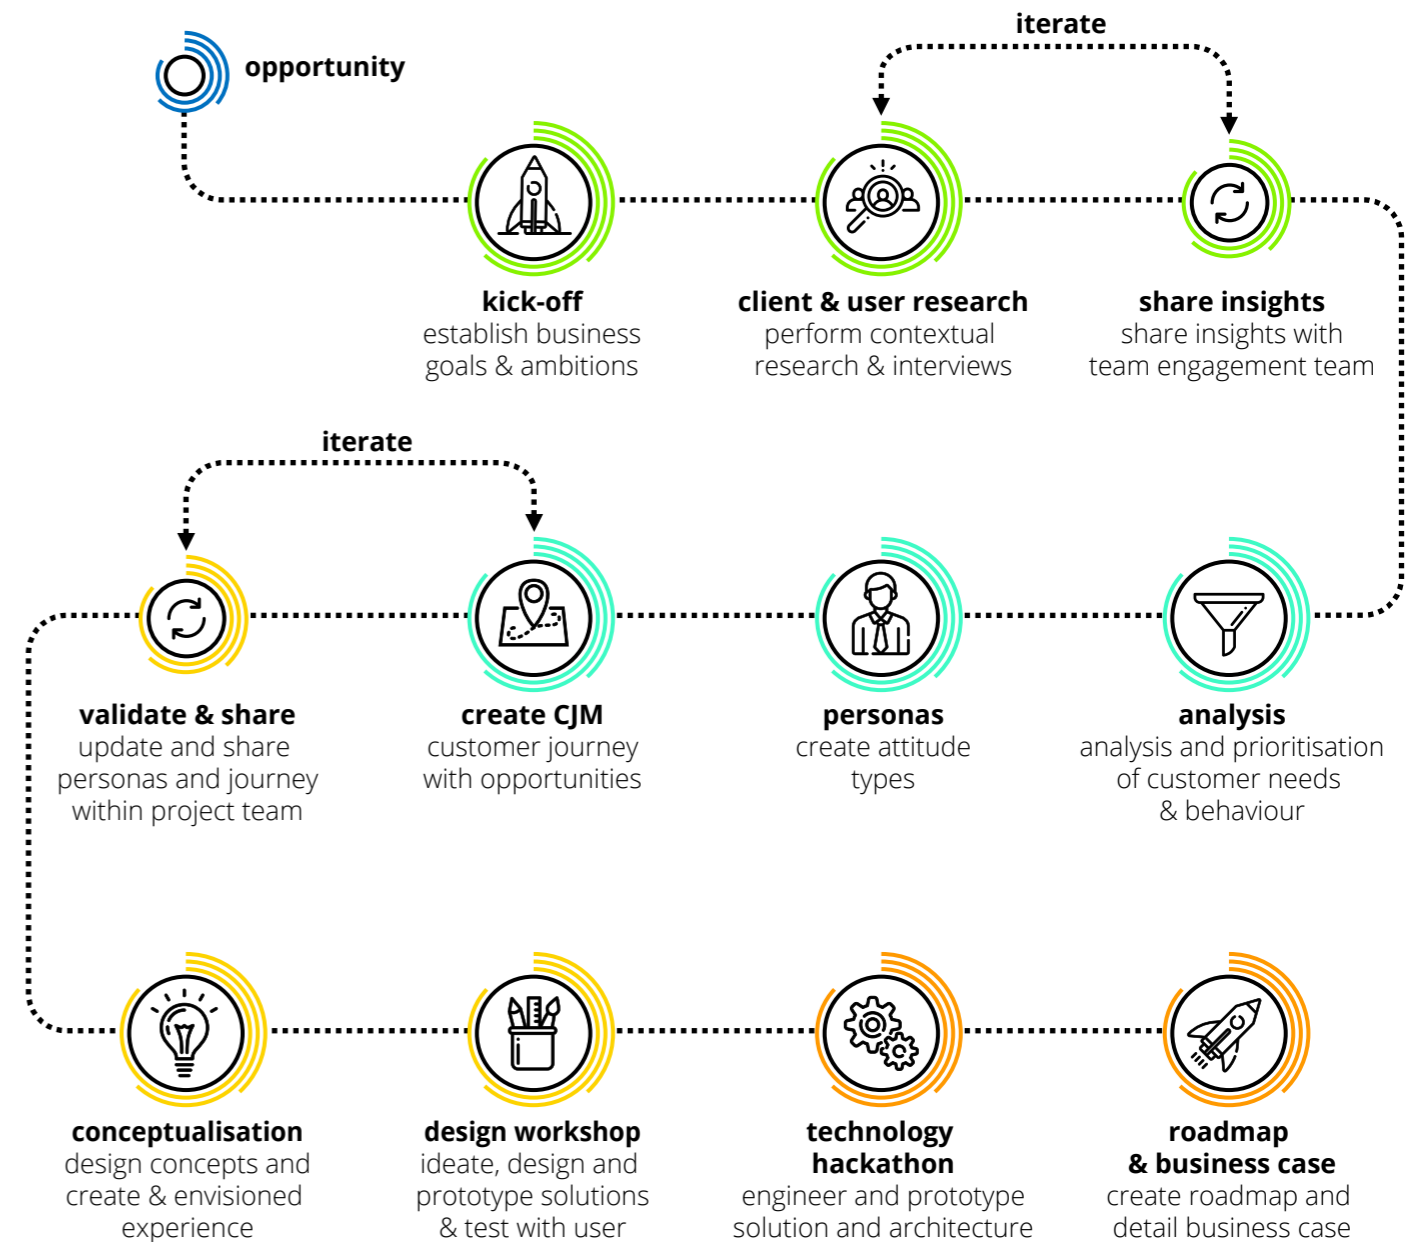 iterate
opportunity
kick-off
establish business
goals & ambitions
client & user research
perform contextual
research & interviews
share insights
share insights with
team engagement team
iterate
validate & share
update and share
personas and journey
within project team
create CJM
customer journey
with opportunities
personas
create attitude
types
analysis
analysis and prioritisation
of customer needs
& behaviour
conceptualisation
design concepts and
create & envisioned
experience
design workshop
ideate, design and
prototype solutions
& test with user
technology
hackathon
engineer and prototype
solution and architecture
roadmap
& business case
create roadmap and
detail business case